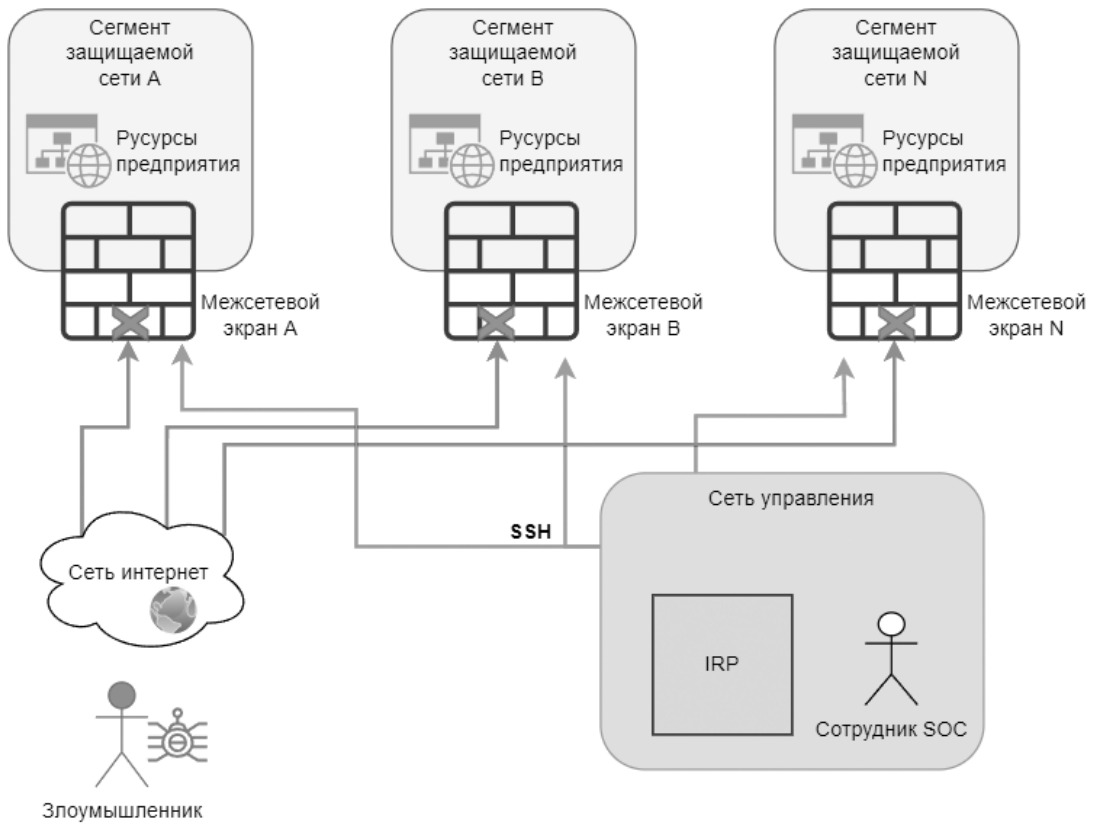 Сегмент
защищаемой
сети А
Русурсы
предприятия
Межсетевой
экран А
Сегмент
защищаемой
сети В
Русурсы
предприятия
Межсетевой
экран В
Сегмент
защищаемой
сети N
Русурсы
предприятия
Межсетевой
экран N
Сеть управления
SSH
Сеть интернет
IRP
Сотрудник SOC
Злоумышленник